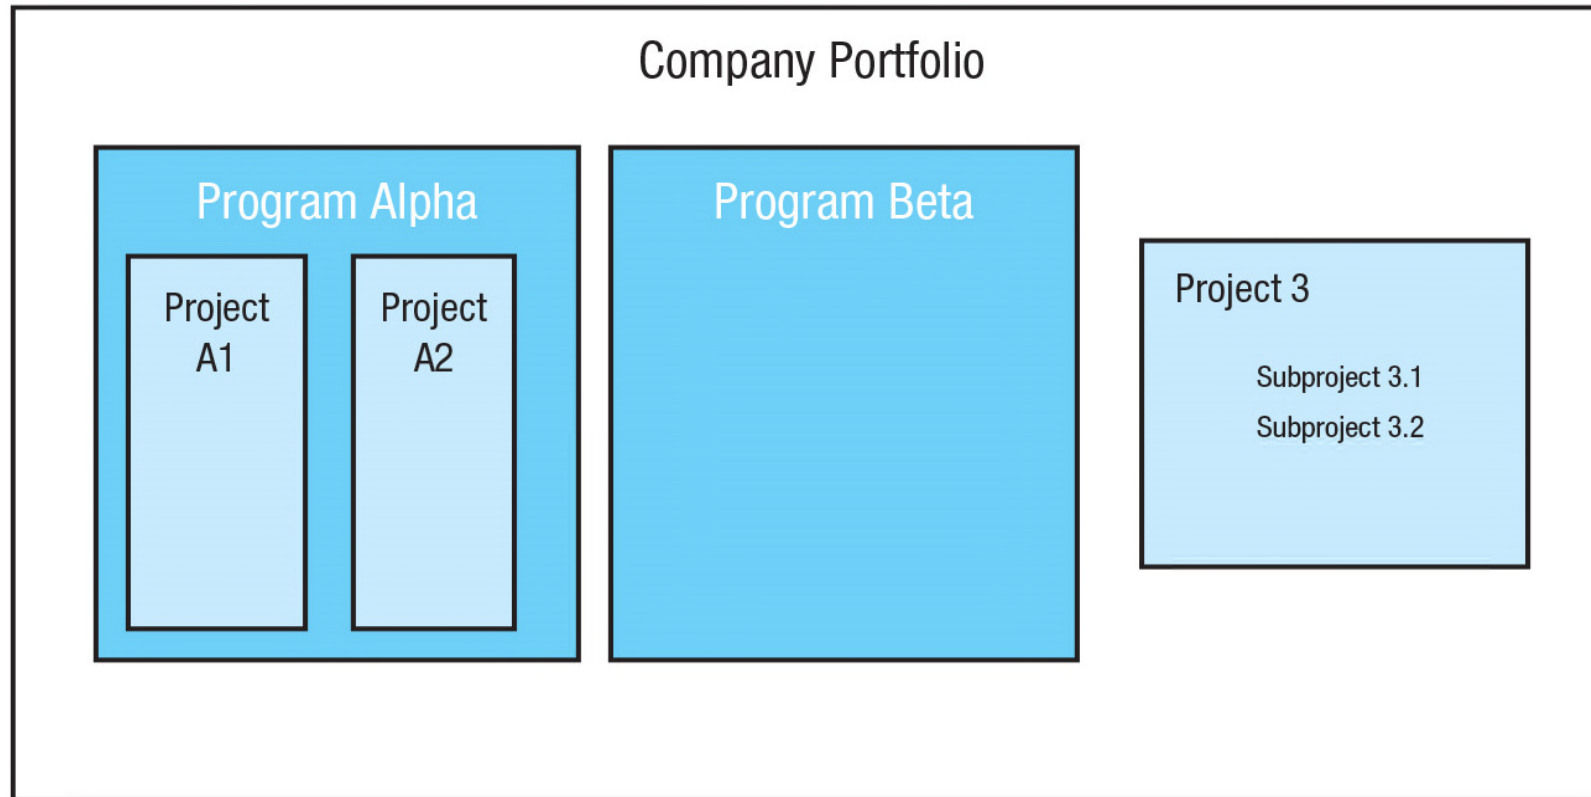 Company Portfolio
Program Alpha
Project
A1
Project
A2
Program Beta
Project 3
Subproject 3.1
Subproject 3.2